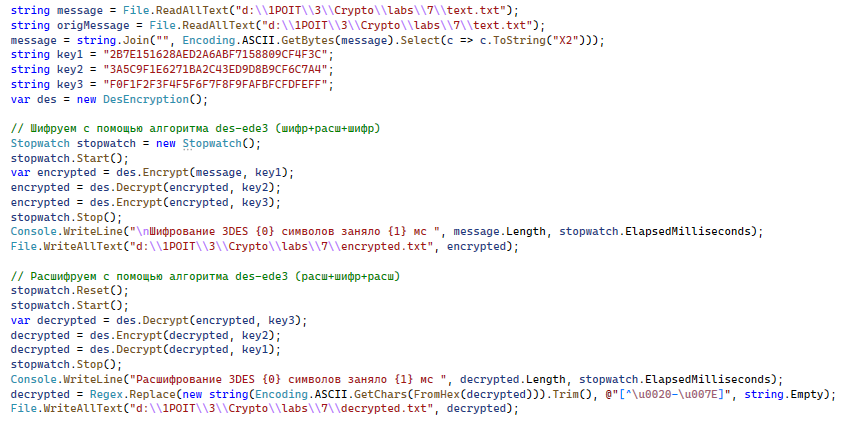 string message = File.ReadAllText("d:\\1POIT\\3\\Crypto\\labs\\7\\text.txt");
string origMessage = File.ReadAllText("d:\\1POIT\\3\\Crypto\\labs\\7\\text.txt");
message = string.Join("", Encoding.ASCII.GetBytes(message).Select(c => c.ToString("X2")));
string key1 = "2B7E151628AED2A6ABF7158809CF4F3C";
string key2 = "3A5C9F1E6271BA2C43ED9D8B9CF6C7A4";
string key3 = "F0F1F2F3F4F5F6F7F8F9FAFBFCFDFEFF";
var des = new DesEncryption();
// Шифруем с помощью алгоритма des-ede3 (шифр+расш+шифр)
Stopwatch stopwatch = new Stopwatch();
stopwatch.Start();
var encrypted = des.Encrypt(message, key1);
encrypted = des.Decrypt(encrypted, key2);
encrypted = des.Encrypt(encrypted, key3);
stopwatch.Stop();
Console.WriteLine("\nШифрование 3DES {0} символов заняло {1} мс ", message.Length, stopwatch.ElapsedMilliseconds);
File.WriteAllText("d:\\1POIT\\3\\Crypto\\labs\\7\\encrypted.txt", encrypted);
// Расшифруем с помощью алгоритма des-ede3 (расш+шифр+расш)
stopwatch.Reset();
stopwatch.Start();
var decrypted = des.Decrypt(encrypted, key3);
decrypted = des.Encrypt(decrypted, key2);
decrypted = des.Decrypt(decrypted, key1);
stopwatch.Stop();
Console.WriteLine("Расшифрование 3DES {0} символов заняло {1} мс ", decrypted.Length, stopwatch.ElapsedMilliseconds);
decrypted = Regex.Replace(new string(Encoding.ASCII.GetChars(FromHex(decrypted))).Trim(), @"[^\u0020-\u007E]", string.Empty);
File.WriteAllText("d:\\1POIT\\3\\Crypto\\labs\\7\\decrypted.txt", decrypted);